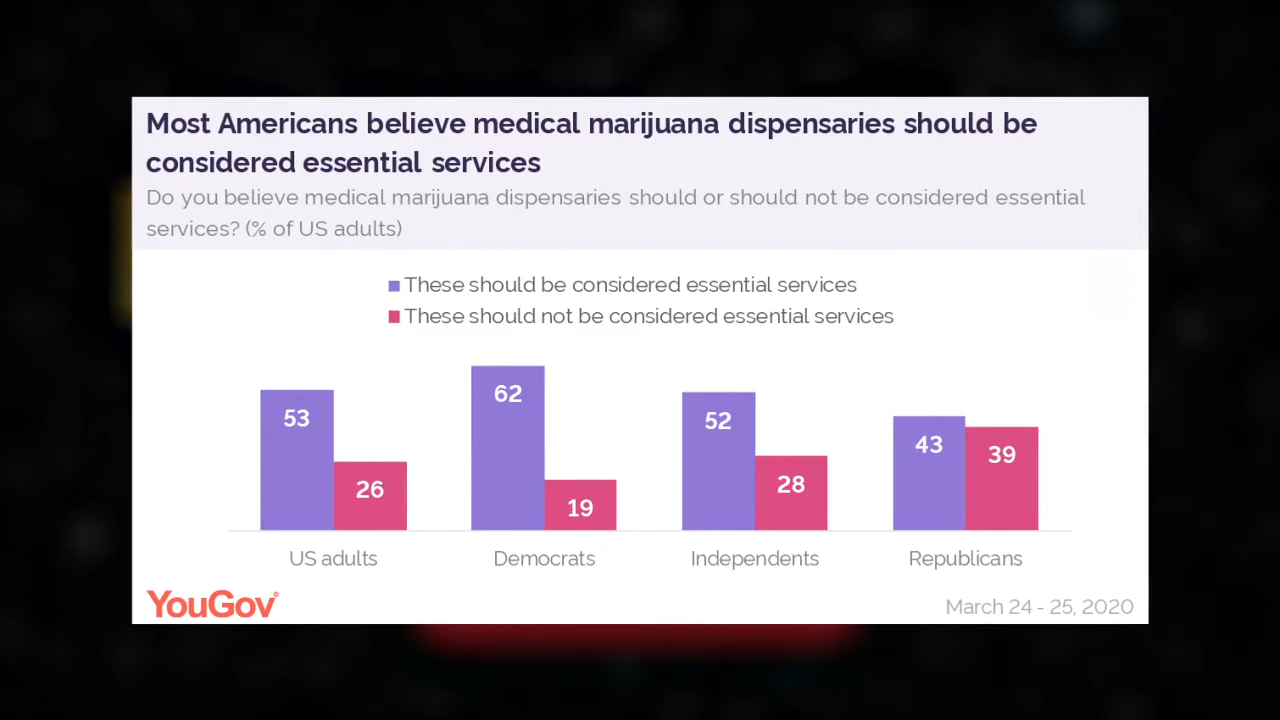 Most Americans believe medical marijuana dispensaries should be
considered essential services
Do you believe medical marijuana dispensaries should or should not be considered essential
services? (% of US adults)
These should be considered essential services
These should not be considered essential services
53
26
62
19
52
28
43
39
US adults
Democrats
Independents
Republicans
YouGov®
March 24 - 25, 2020